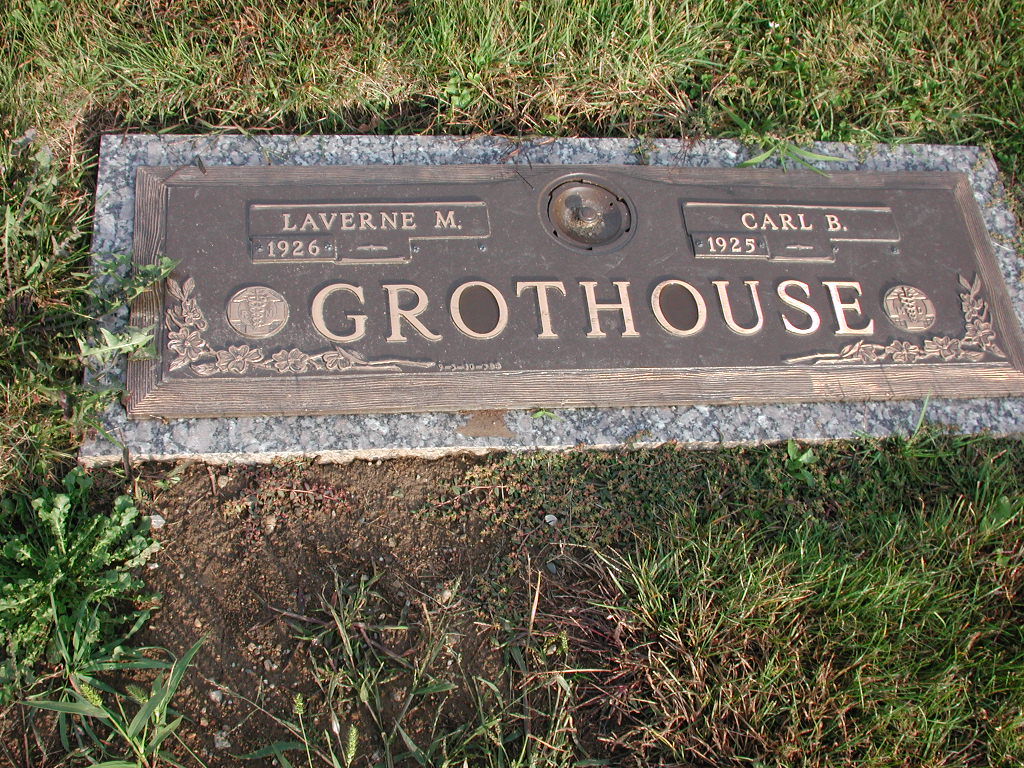 LAVERNE M.
1926 –
CARL B.
1925 –
GROTHOUSE